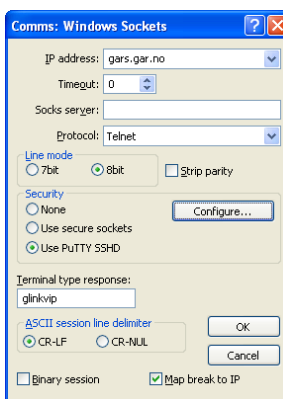 Comms: Windows Sockets
IP address: gars.gar.no
Timeout: 0
Socks server:
Protocol: Telnet
Line mode
7bit 8bit Strip parity
Security
None Configure...
Use secure sockets
Use PuTTY SSHD
Terminal type response:
glinkvip
ASCII session line delimiter
CR-LF CR-NUL OK
Cancel
Binary session Map break to IP